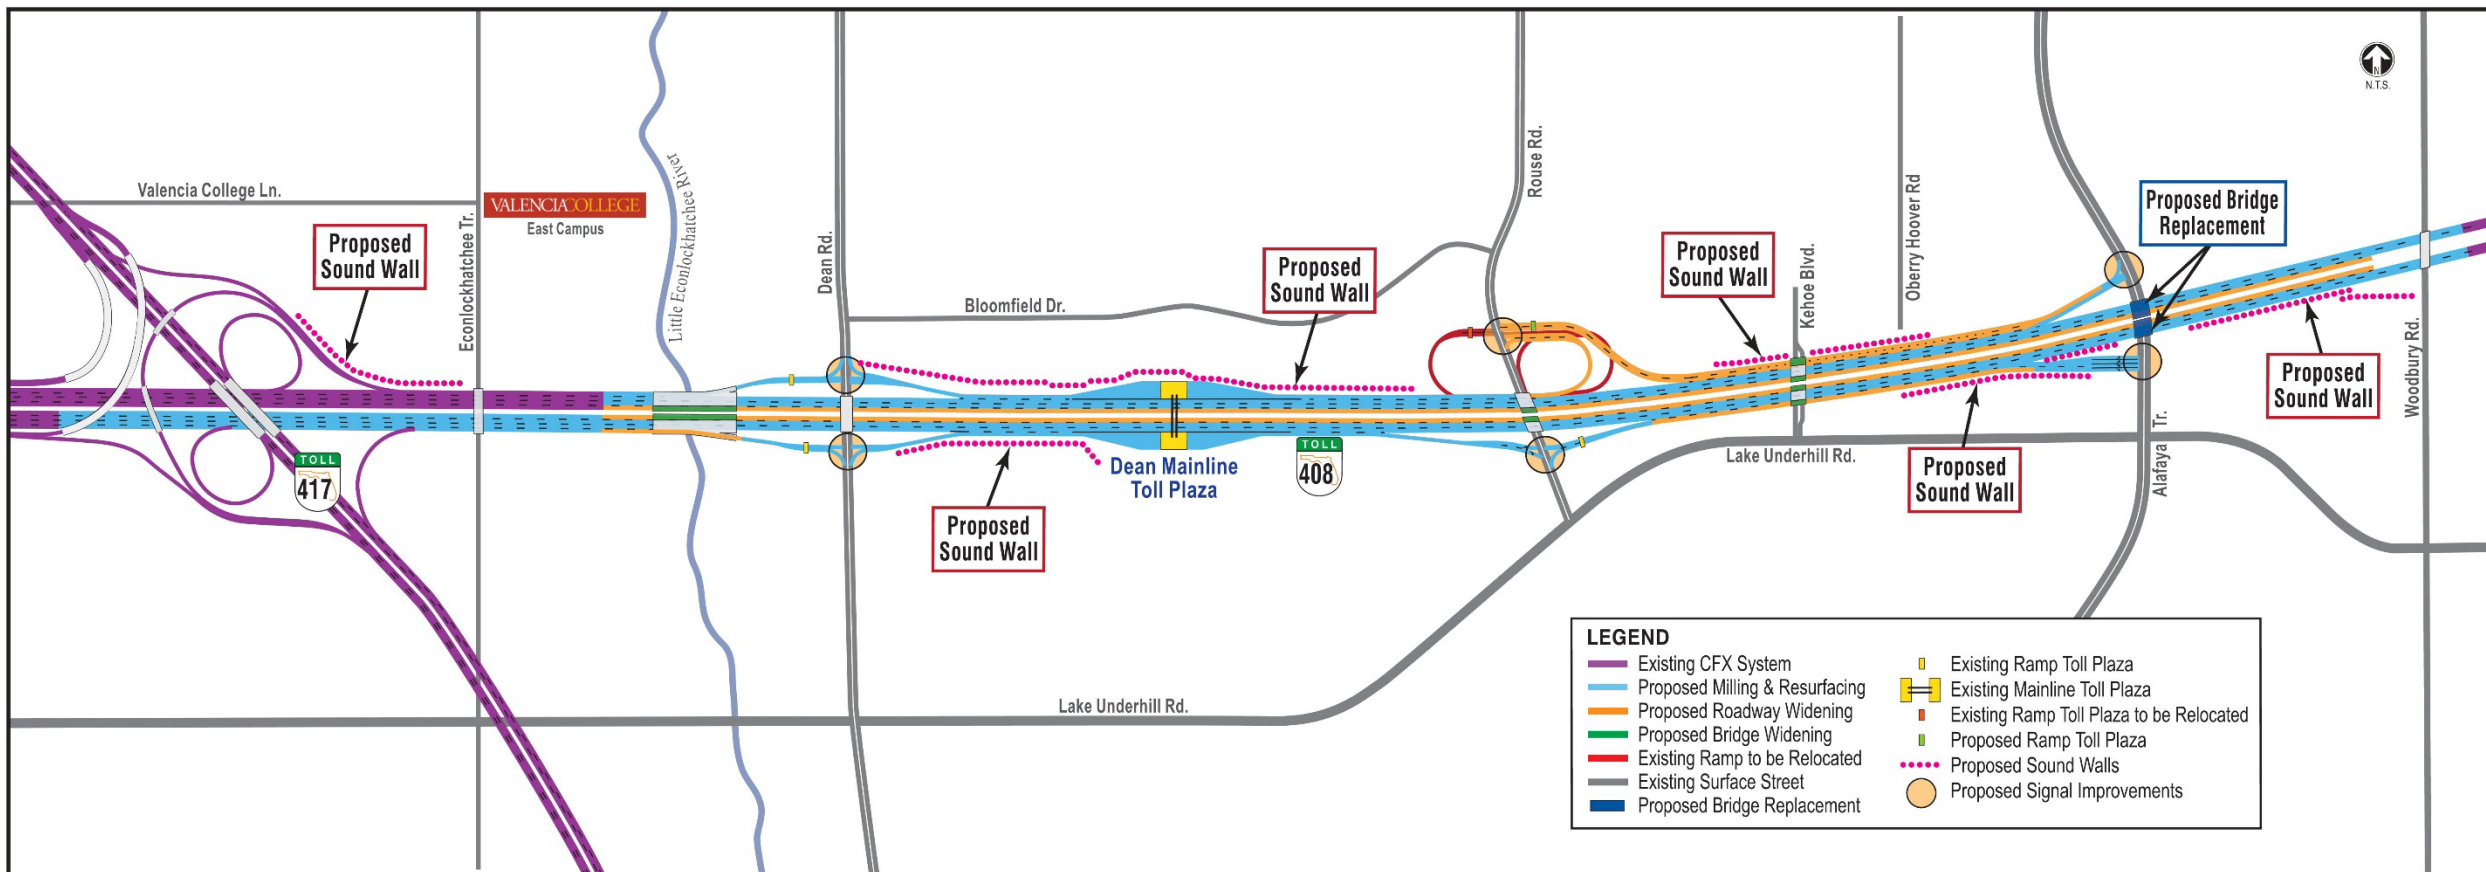 N
N.T.S.
Valencia College Ln.
VALENCIACOLLEGE
East Campus
Proposed
Sound Wall
Econlockhatchee Tr.
Little Econlockhatchee River
Dean Rd.
Bloomfield Dr.
Proposed
Sound Wall
Rouse Rd.
Proposed
Sound Wall
Kehoe Blvd.
Oberry Hoover Rd
Proposed Bridge
Replacement
Proposed
Sound Wall
Woodbury Rd.
TOLL
417
Proposed
Sound Wall
Dean Mainline
Toll Plaza
TOLL
408
Lake Underhill Rd.
Proposed
Sound Wall
Alafaya Tr.
Lake Underhill Rd.
LEGEND
Existing CFX System
Proposed Milling & Resurfacing
Proposed Roadway Widening
Proposed Bridge Widening
Existing Ramp to be Relocated
Existing Surface Street
Proposed Bridge Replacement
Existing Ramp Toll Plaza
Existing Mainline Toll Plaza
Existing Ramp Toll Plaza to be Relocated
Proposed Ramp Toll Plaza
Proposed Sound Walls
Proposed Signal Improvements